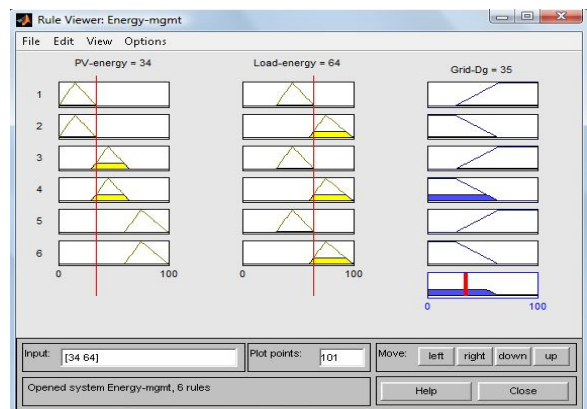 Rule Viewer: Energy-mgmt
File Edit View Options
PV-energy = 34
Load-energy = 64
Grid-Dg = 35
1
2
3
4
5
6
0 100
0 100
0 100
Input: [34 64]
Plot points: 101
Move: left right down up
Opened system Energy-mgmt, 6 rules
Help Close